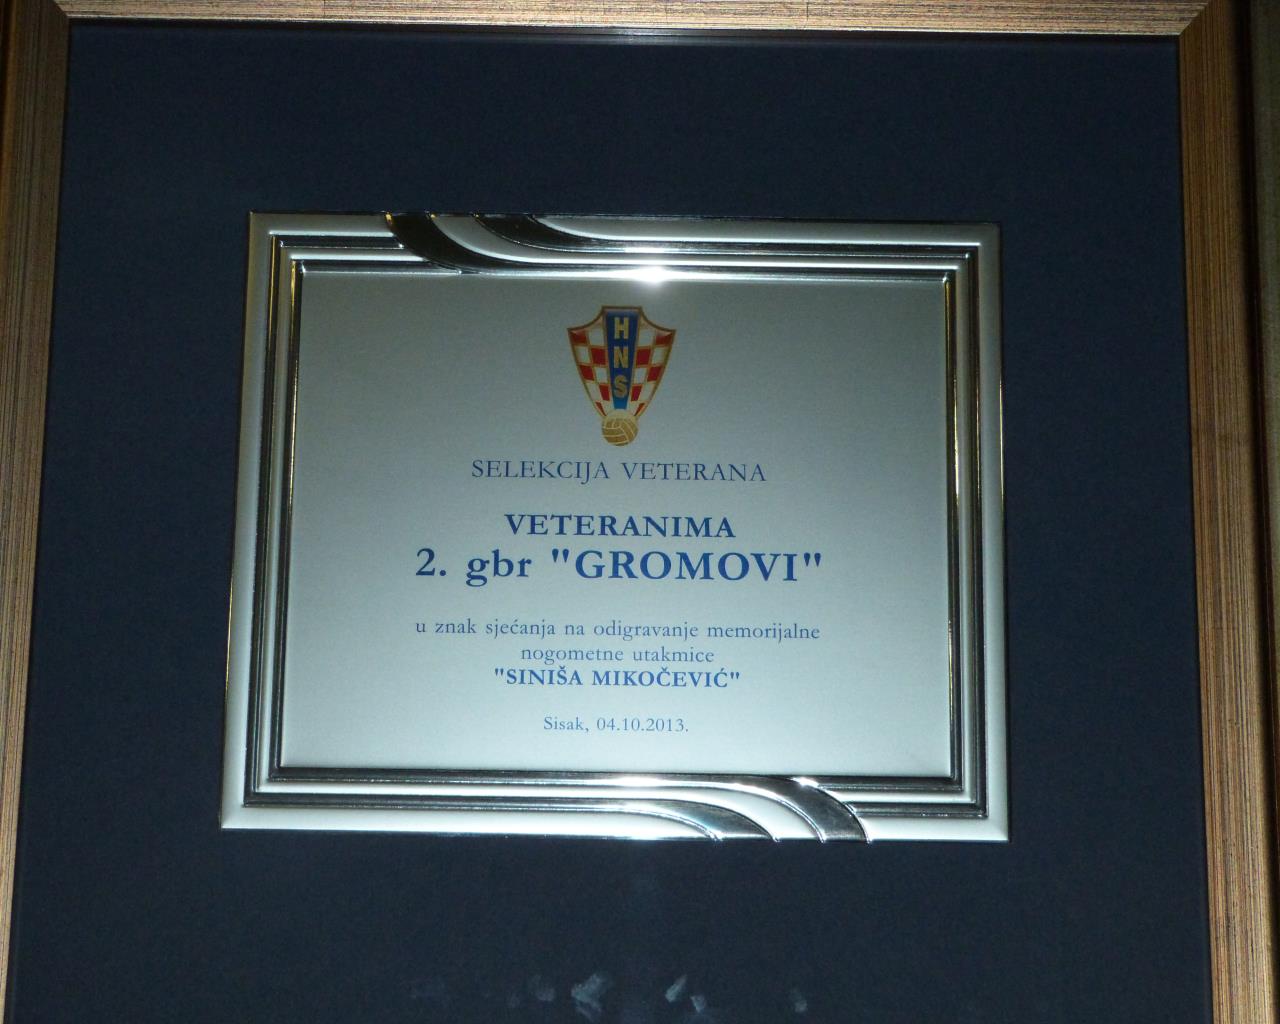 H
N
S
SELEKCIJA VETERANA
VETERANIMA
2. gbr "GROMOVI"
u znak sjećanja na odigravanje memorijalne
nogometne utakmice
"SINIŠA MIKOČEVIĆ"
Sisak, 04.10.2013.